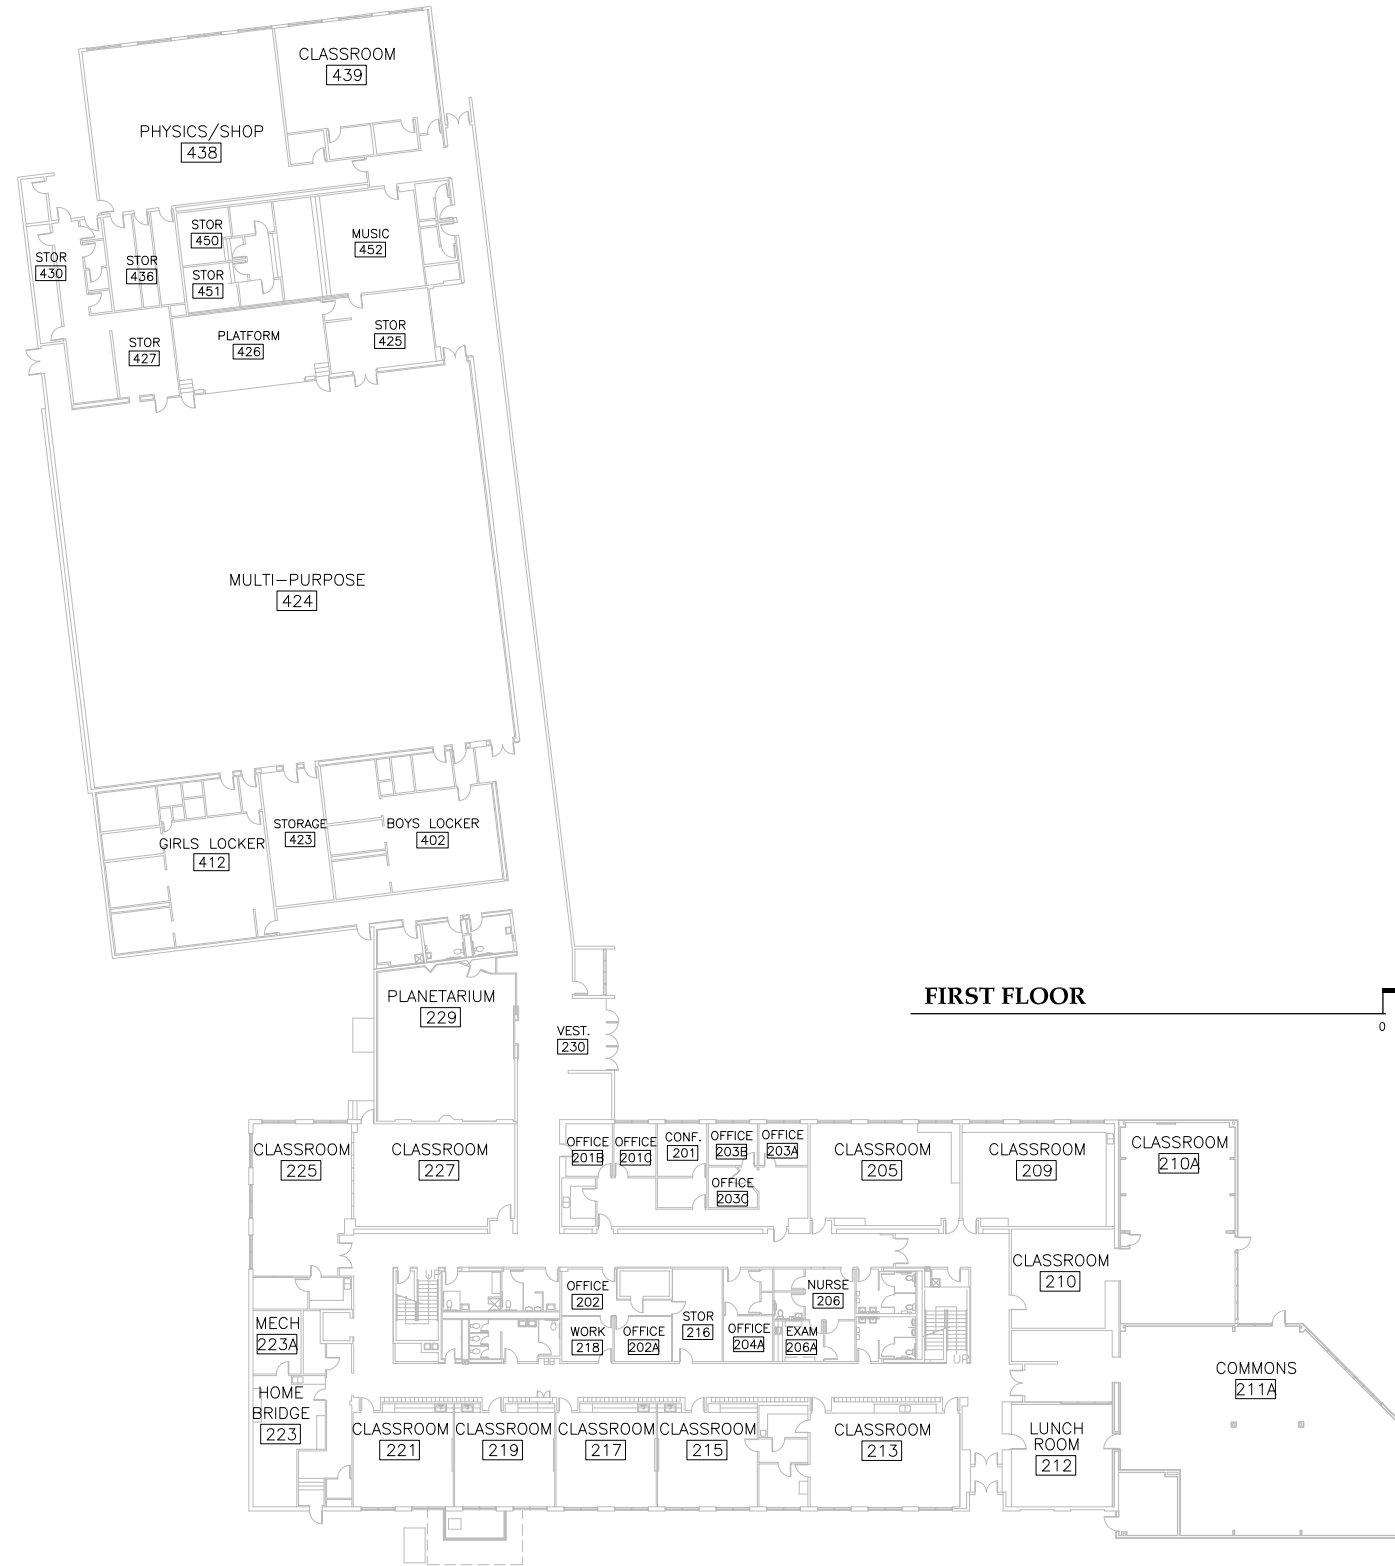 CLASSROOM
439
PHYSICS/SHOP
438
STOR
450
MUSIC
452
STOR
430
STOR
436
STOR
451
STOR
425
PLATFORM
426
STOR
427
MULTI-PURPOSE
424
STORAGE
423
BOYS LOCKER
402
GIRLS LOCKER
412
PLANETARIUM
229
FIRST FLOOR
0
VEST.
230
CLASSROOM
225
CLASSROOM
227
OFFICE
201B
OFFICE
201C
CONF.
201
OFFICE
203B
OFFICE
203A
OFFICE
203C
CLASSROOM
205
CLASSROOM
209
CLASSROOM
210A
CLASSROOM
210
UP
OFFICE
202
STOR
216
NURSE
206
MECH
223A
WORK
218
OFFICE
202A
OFFICE
204A
EXAM
206A
UP
COMMONS
211A
HOME
BRIDGE
223
CLASSROOM
221
CLASSROOM
219
CLASSROOM
217
CLASSROOM
215
CLASSROOM
213
LUNCH
ROOM
212